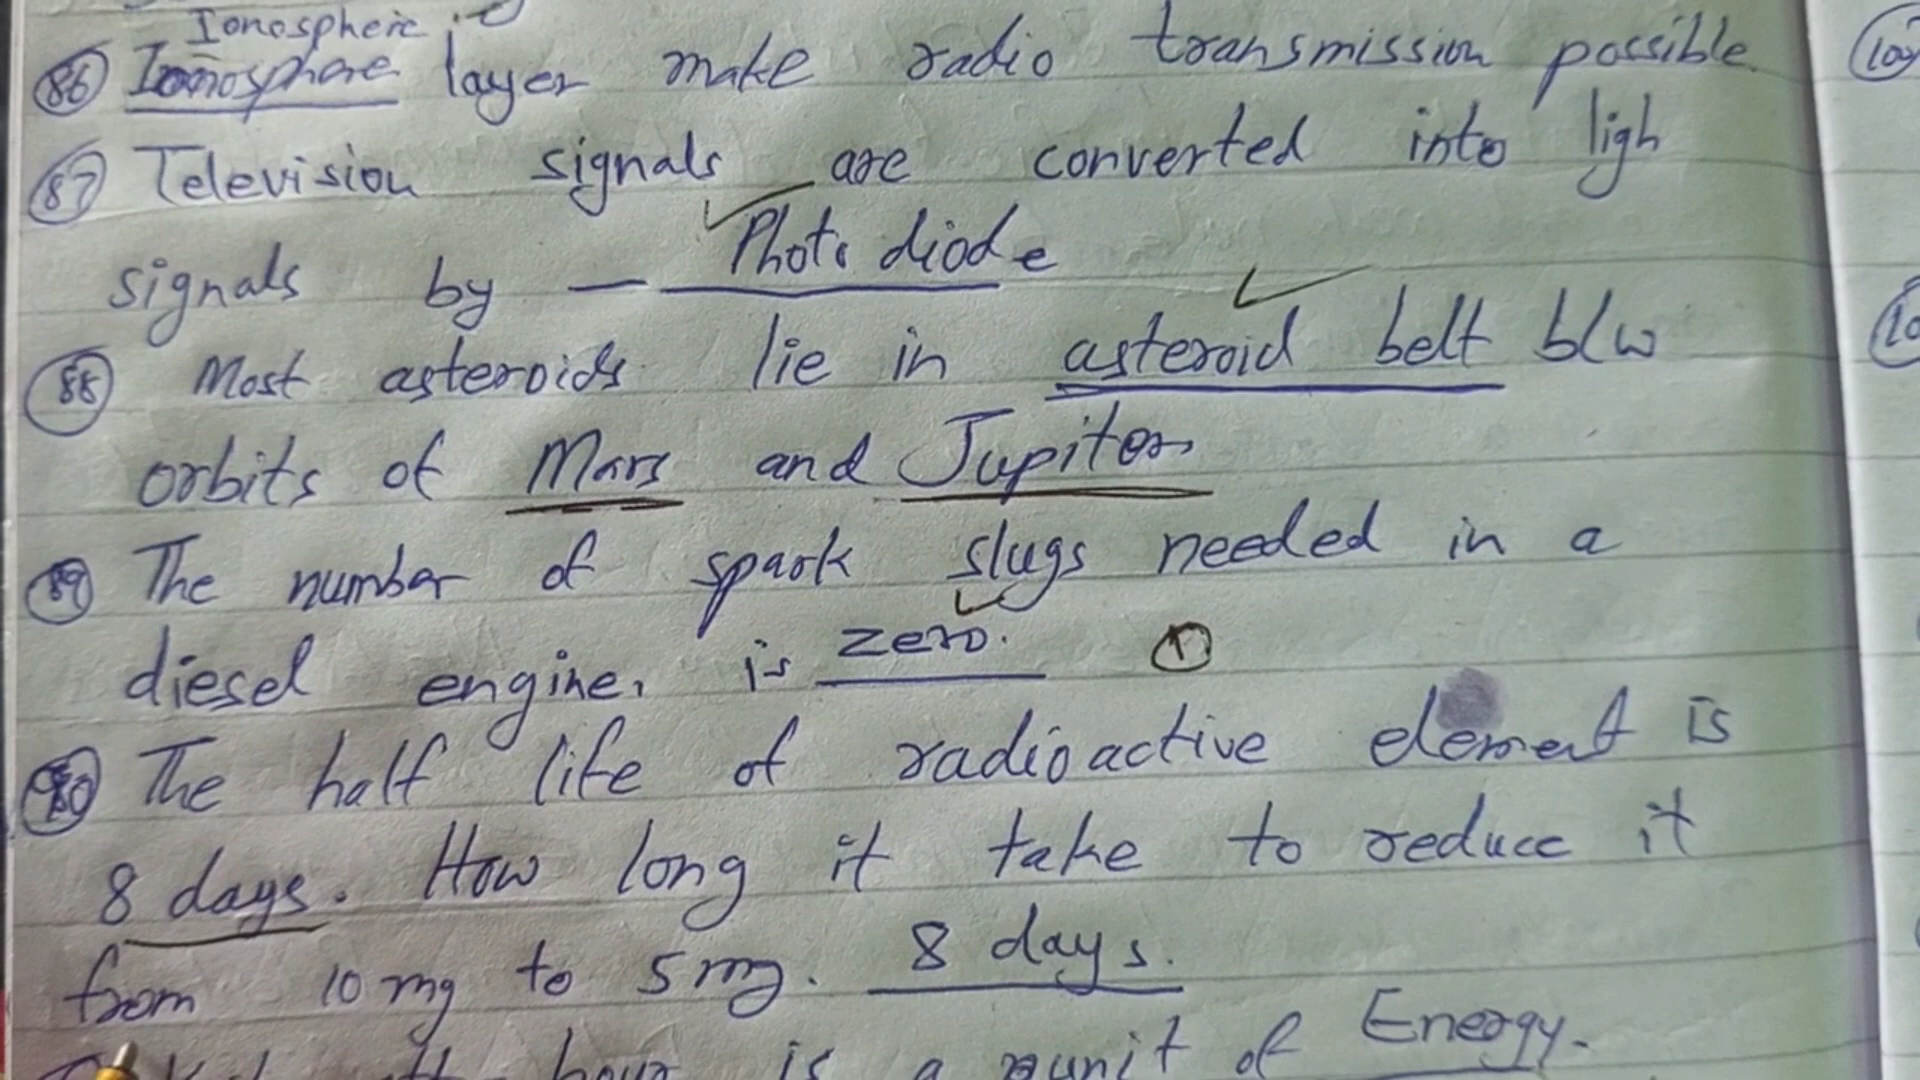 Ionospheric
(86) Ionosphere layer make radio transmission possible
(87) Television signals are converted into ligh
signals by — Photo diode
(88) Most asteroids lie in asteroid belt b/w
orbits of Mars and Jupiter
(89) The number of spark slugs needed in a
diesel engine, is zero.
(90) The half life of radioactive element is
8 days. How long it take to reduce it
from 10 mg to 5 mg. 8 days.
hour is a unit of Energy.